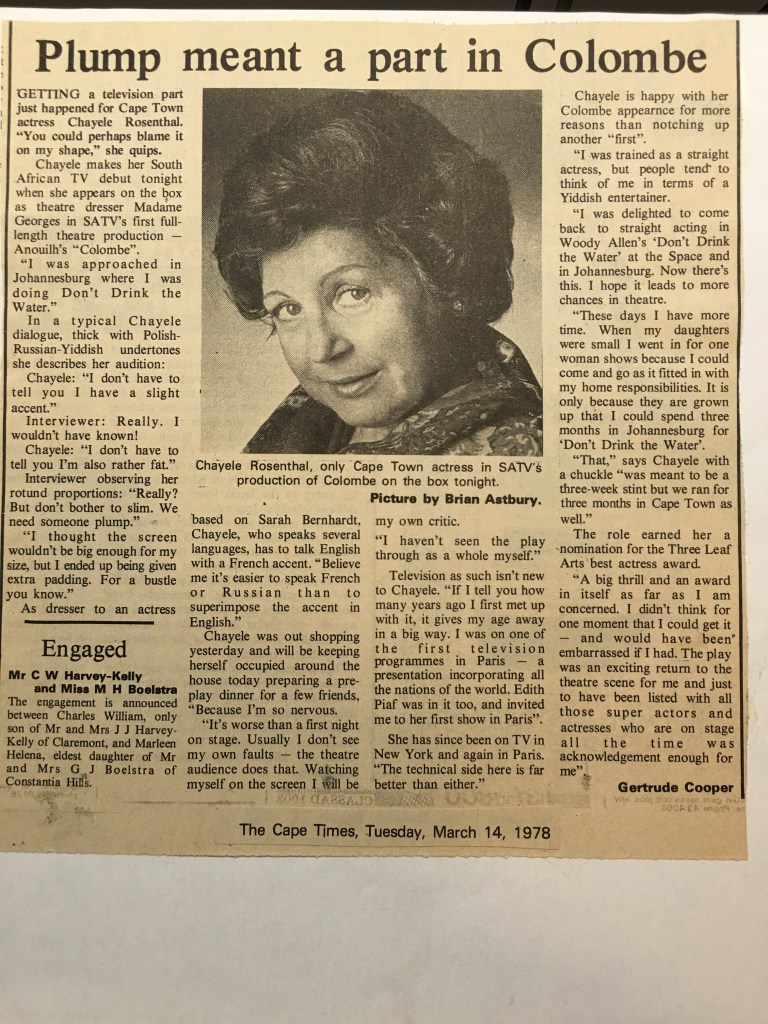 Plump meant a part in Colombe
GETTING a television part
just happened for Cape Town
actress Chayele Rosenthal.
“You could perhaps blame it
on my shape,” she quips.
Chayele makes her South
African TV debut tonight
when she appears on the box
as theatre dresser Madame
Georges in SATV’s first full-
length theatre production —
Anouilh’s “Colombe”.
“I was approached in
Johannesburg where I was
doing Don’t Drink the
Water.”
In a typical Chayele
dialogue, thick with Polish-
Russian-Yiddish undertones
she describes her audition:
Chayele: “I don’t have to
tell you I have a slight
accent.”
Interviewer: Really. I
wouldn’t have known!
Chayele: “I don’t have to
tell you I’m also rather fat.”
Interviewer observing her
rotund proportions: “Really?
But don’t bother to slim. We
need someone plump.”
“I thought the screen
wouldn’t be big enough for my
size, but I ended up being given
extra padding. For a bustle
you know.”
As dresser to an actress
Chayele Rosenthal, only Cape Town actress in SATV’s
production of Colombe on the box tonight.
Picture by Brian Astbury.
based on Sarah Bernhardt,
Chayele, who speaks several
languages, has to talk English
with a French accent. “Believe
me it’s easier to speak French
or Russian than to
superimpose the accent in
English.”
Chayele was out shopping
yesterday and will be keeping
herself occupied around the
house today preparing a pre-
play dinner for a few friends,
“Because I’m so nervous.
“It’s worse than a first night
on stage. Usually I don’t see
my own faults — the theatre
audience does that. Watching
myself on the screen I will be
my own critic.
“I haven’t seen the play
through as a whole myself.”
Television as such isn’t new
to Chayele. “If I tell you how
many years ago I first met up
with it, it gives my age away
in a big way. I was on one of
the first television
programmes in Paris — a
presentation incorporating all
the nations of the world. Edith
Piaf was in it too, and invited
me to her first show in Paris”.
She has since been on TV in
New York and again in Paris.
“The technical side here is far
better than either.”
Chayele is happy with her
Colombe appearnce for more
reasons than notching up
another “first”.
“I was trained as a straight
actress, but people tend to
think of me in terms of a
Yiddish entertainer.
“I was delighted to come
back to straight acting in
Woody Allen’s ‘Don’t Drink
the Water’ at the Space and
in Johannesburg. Now there’s
this. I hope it leads to more
chances in theatre.
“These days I have more
time. When my daughters
were small I went in for one
woman shows because I could
come and go as it fitted in with
my home responsibilities. It is
only because they are grown
up that I could spend three
months in Johannesburg for
‘Don’t Drink the Water’.
“That,” says Chayele with
a chuckle “was meant to be a
three-week stint but we ran for
three months in Cape Town as
well.”
The role earned her a
nomination for the Three Leaf
Arts best actress award.
“A big thrill and an award
in itself as far as I am
concerned. I didn’t think for
one moment that I could get it
— and would have been
embarrassed if I had. The play
was an exciting return to the
theatre scene for me and just
to have been listed with all
those super actors and
actresses who are on stage
all the time was
acknowledgement enough for
me”.
Gertrude Cooper
Engaged
Mr C W Harvey-Kelly
and Miss M H Boelstra
The engagement is announced
between Charles William, only
son of Mr and Mrs J J Harvey-
Kelly of Claremont, and Marleen
Helena, eldest daughter of Mr
and Mrs G J Boelstra of
Constantia Hills.
The Cape Times, Tuesday, March 14, 1978